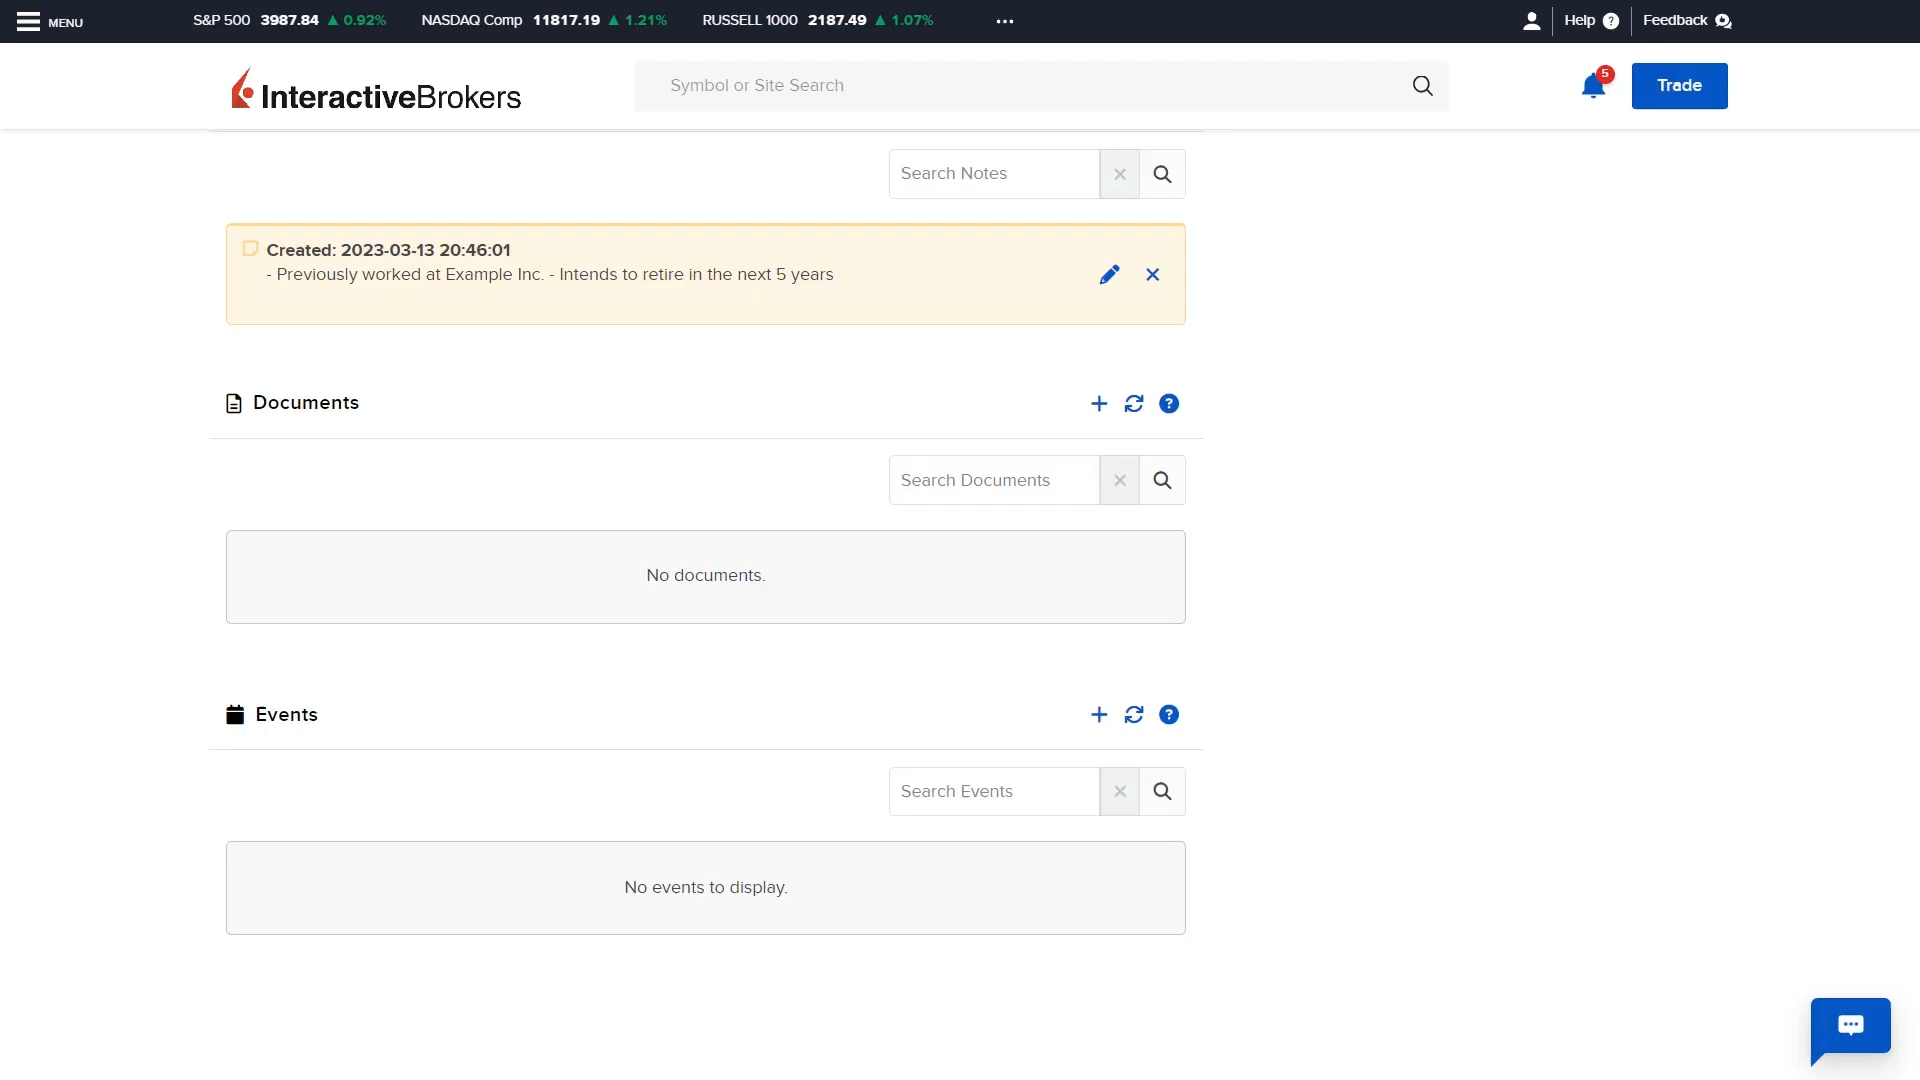 MENU
S&P 500 3987.84 ▲ 0.92% NASDAQ Comp 11817.19 ▲ 1.21% RUSSELL 1000 2187.49 ▲ 1.07% ••• Help ? Feedback
InteractiveBrokers
Symbol or Site Search
5
Trade
Search Notes
Created: 2023-03-13 20:46:01
- Previously worked at Example Inc. - Intends to retire in the next 5 years
Documents
Search Documents
No documents.
Events
Search Events
No events to display.